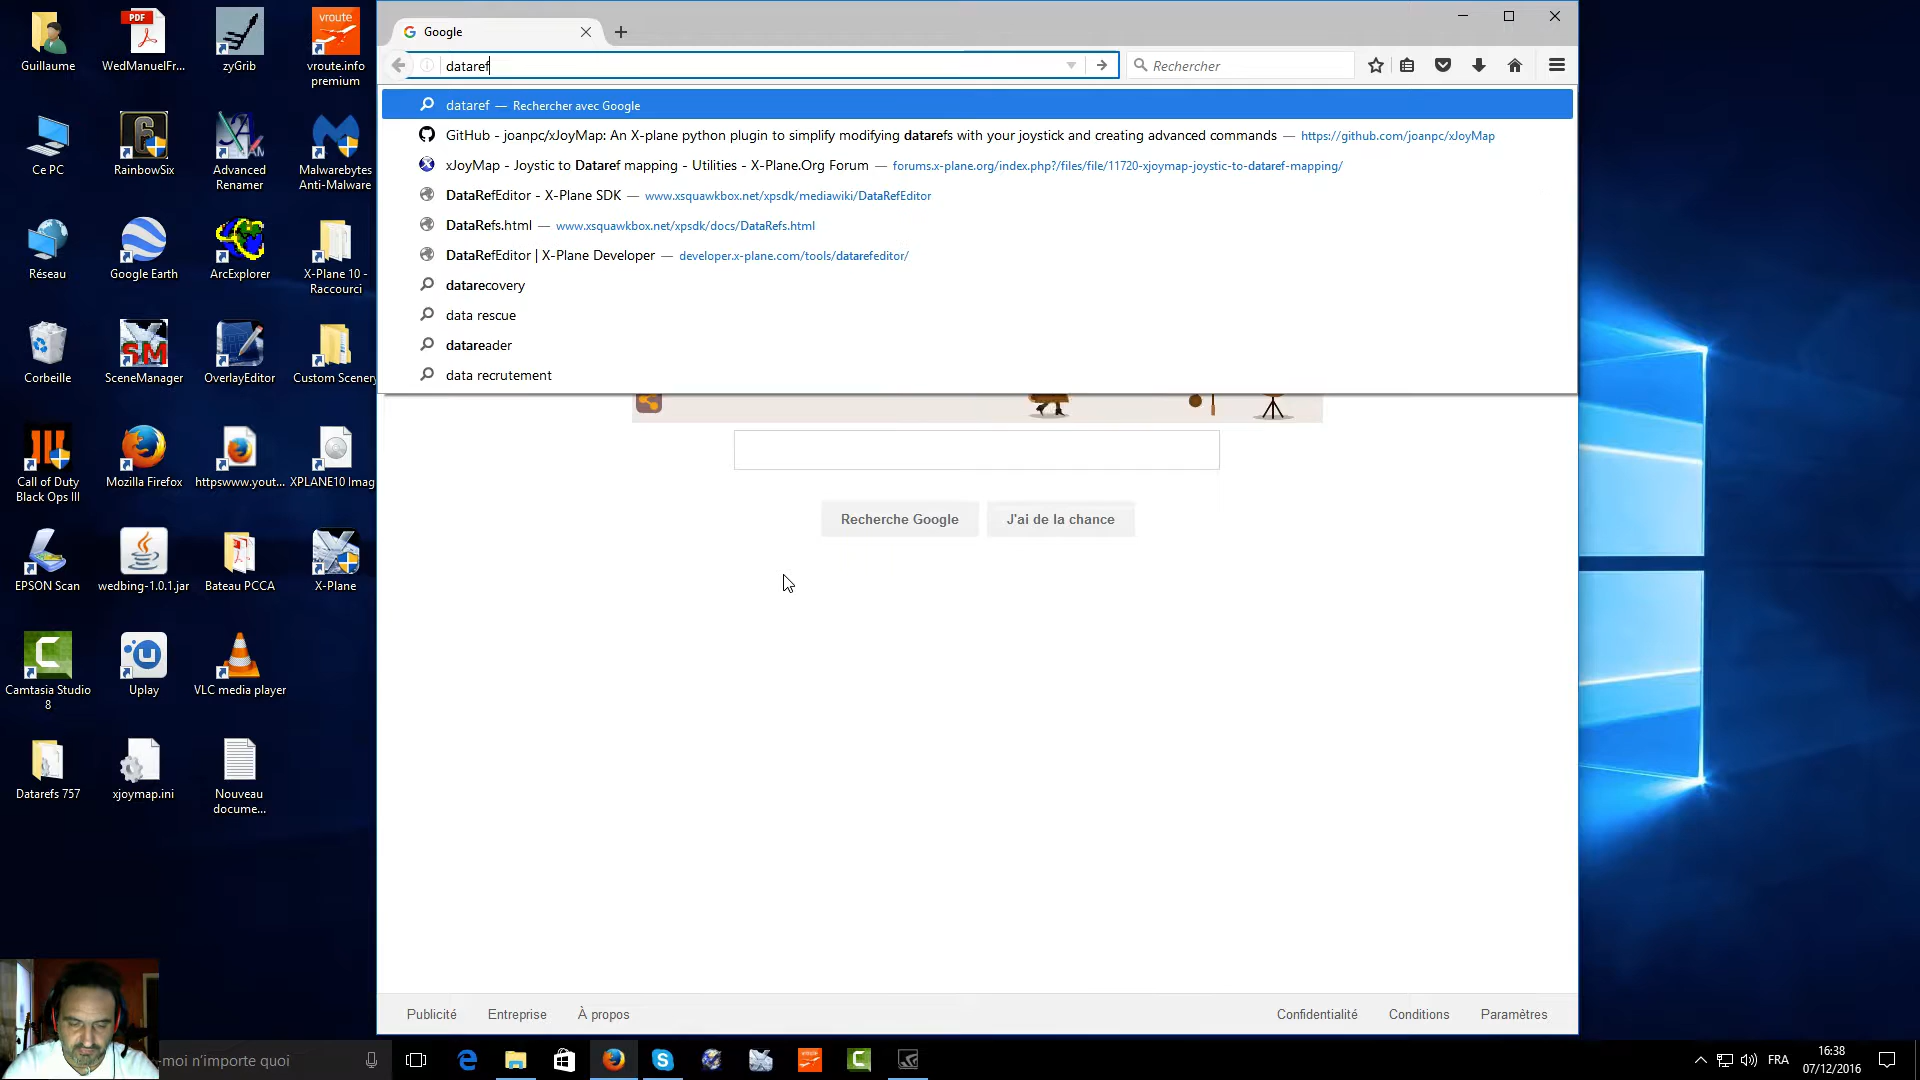 Guillaume
WedManuelFr...
zyGrib
vroute
vroute.info
premium
PDF
Ce PC
RainbowSix
Advanced
Renamer
Malwarebytes
Anti-Malware
Réseau
Google Earth
ArcExplorer
X-Plane 10 -
Raccourci
Corbeille
SM
SceneManager
OverlayEditor
Custom Scenery
Call of Duty
Black Ops III
Mozilla Firefox
httpswww.yout...
XPLANE10 Imag
EPSON Scan
wedbing-1.0.1.jar
Bateau PCCA
X-Plane
Camtasia Studio
8
Uplay
VLC media player
Datarefs 757
xjoymap.ini
Nouveau
docume...
Google
dataref
Rechercher
dataref — Rechercher avec Google
GitHub - joanpc/xJoyMap: An X-plane python plugin to simplify modifying datarefs with your joystick and creating advanced commands — https://github.com/joanpc/xJoyMap
xJoyMap - Joystic to Dataref mapping - Utilities - X-Plane.Org Forum — forums.x-plane.org/index.php?/files/file/11720-xjoymap-joystic-to-dataref-mapping/
DataRefEditor - X-Plane SDK — www.xsquawkbox.net/xpsdk/mediawiki/DataRefEditor
DataRefs.html — www.xsquawkbox.net/xpsdk/docs/DataRefs.html
DataRefEditor | X-Plane Developer — developer.x-plane.com/tools/datarefeditor/
datarecovery
data rescue
datareader
data recrutement
Recherche Google
J'ai de la chance
Publicité
Entreprise
À propos
Confidentialité
Conditions
Paramètres
-moi n'importe quoi
FRA
16:38
07/12/2016